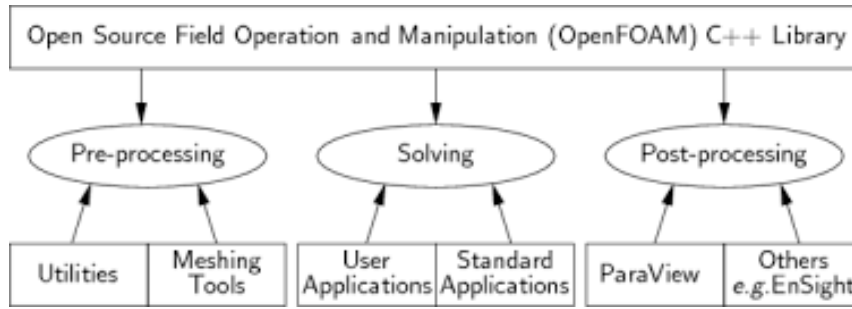 Open Source Field Operation and Manipulation (OpenFOAM) C++ Library
Pre-processing
Solving
Post-processing
Utilities
Meshing
Tools
User
Applications
Standard
Applications
ParaView
Others
e.g.EnSight